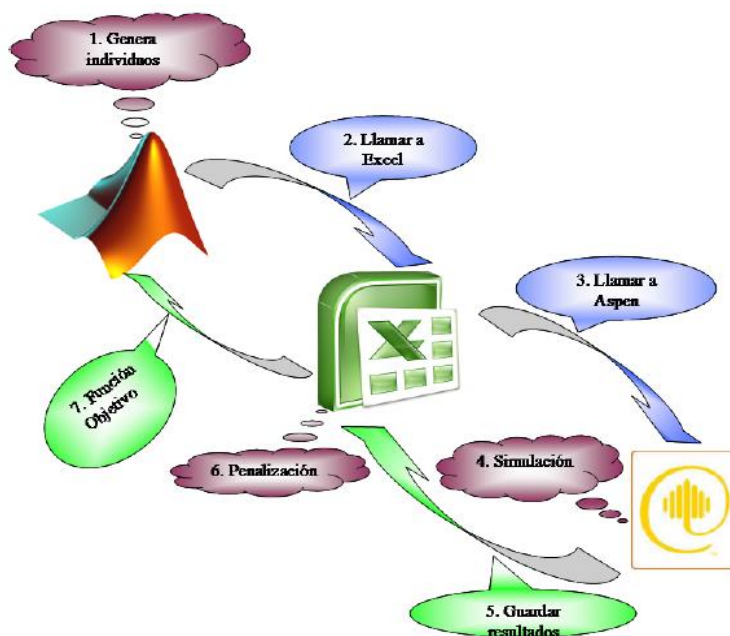 1. Genera
individuos
2. Llamar a
Excel
3. Llamar a
Aspen
4. Simulación
5. Guardar
resultados
6. Penalización
7. Función
Objetivo